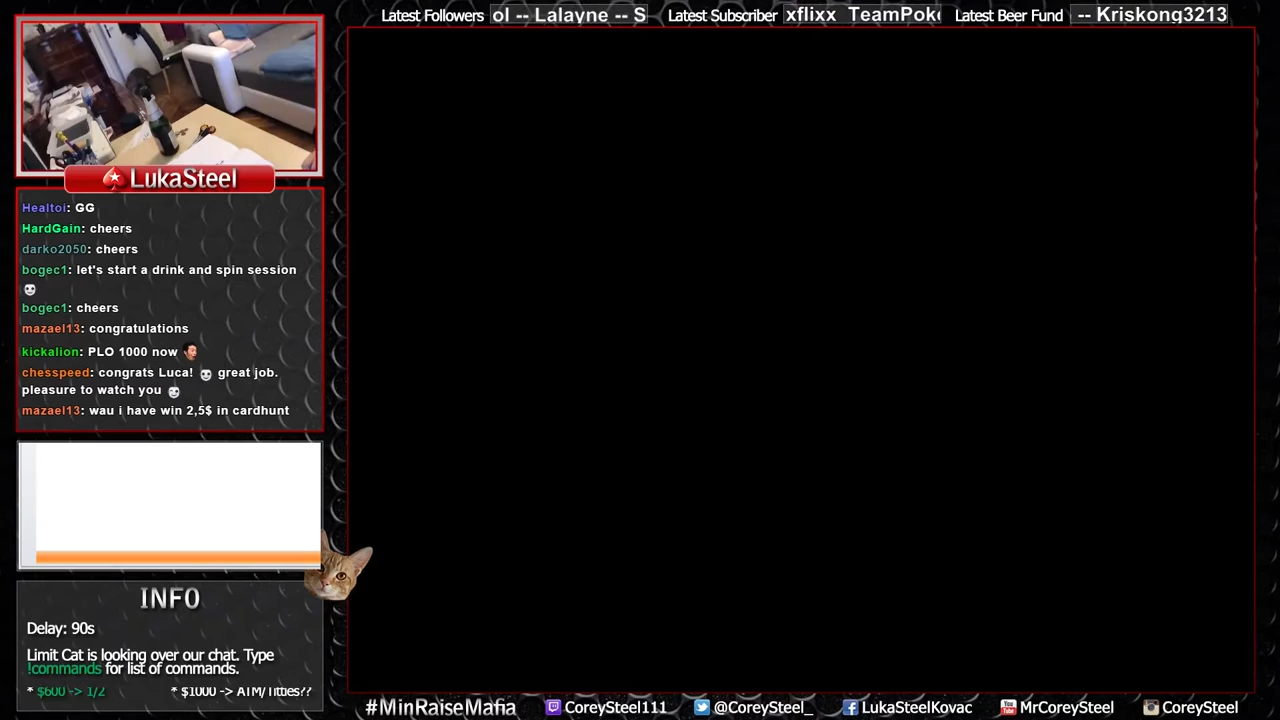 Latest Followers ol -- Lalayne -- S Latest Subscriber xflixx_TeamPok Latest Beer Fund -- Kriskong3213
LukaSteel
Healtoi: GG
HardGain: cheers
darko2050: cheers
bogec1: let's start a drink and spin session
bogec1: cheers
mazael13: congratulations
kickalion: PLO 1000 now
chesspeed: congrats Luca! great job.
pleasure to watch you
mazael13: wau i have win 2,5$ in cardhunt
INFO
Delay: 90s
Limit Cat is looking over our chat. Type
!commands for list of commands.
* $600 -> 1/2 * $1000 -> ATM/Titties??
#MinRaiseMafia CoreySteel111 @CoreySteel_ LukaSteelKovac MrCoreySteel CoreySteel